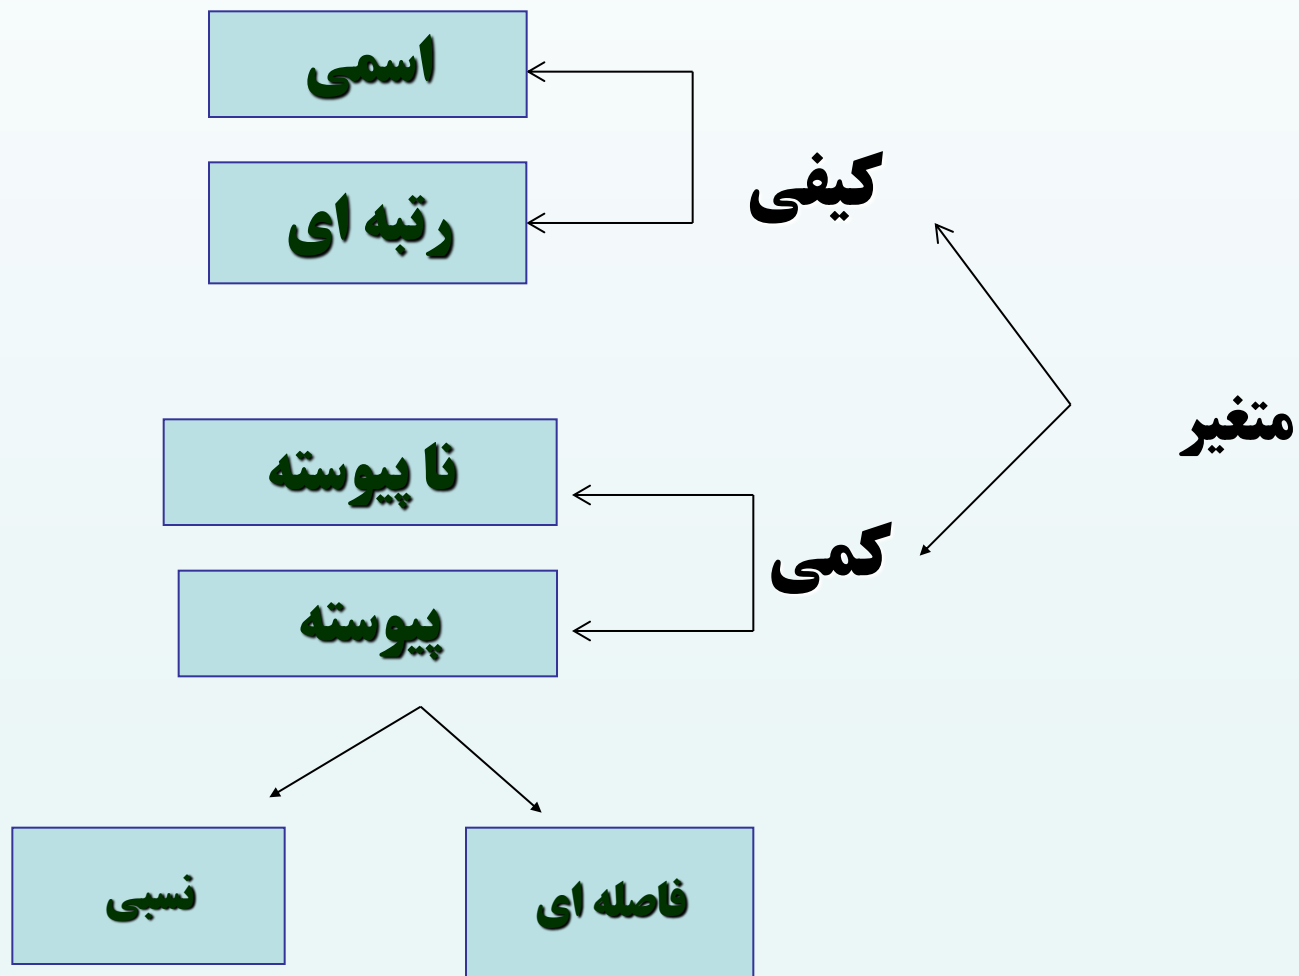 اسمی
کیفی
رتبه ای
متغیر
نا پیوسته
کمی
پیوسته
فاصله ای
نسبی